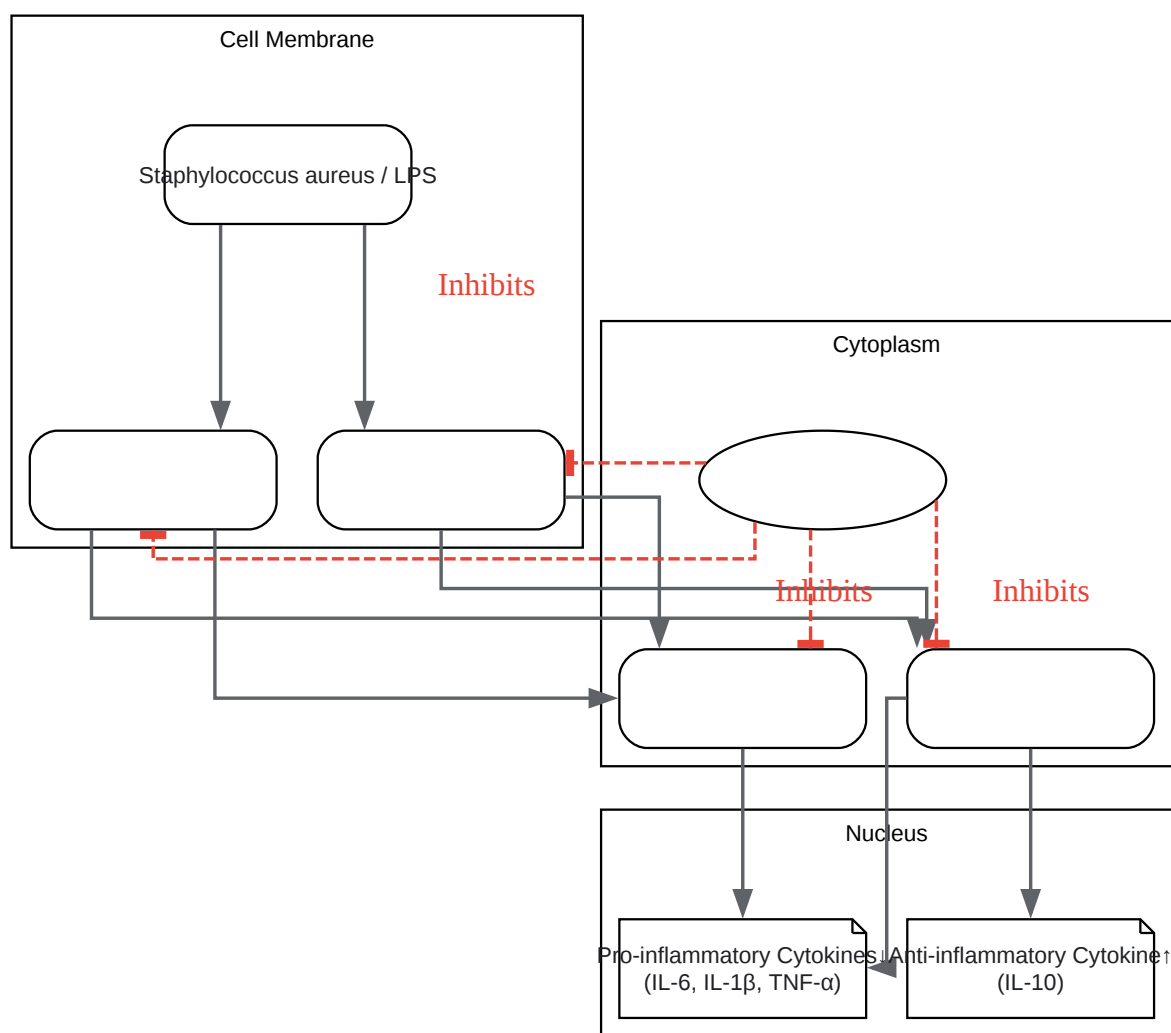 Cell Membrane
Staphylococcus aureus / LPS
Inhibits
Cytoplasm
Inhibits
Inhibits
Nucleus
Pro-inflammatory Cytokines↓
(IL-6, IL-1β, TNF-α)
Anti-inflammatory Cytokine↑
(IL-10)